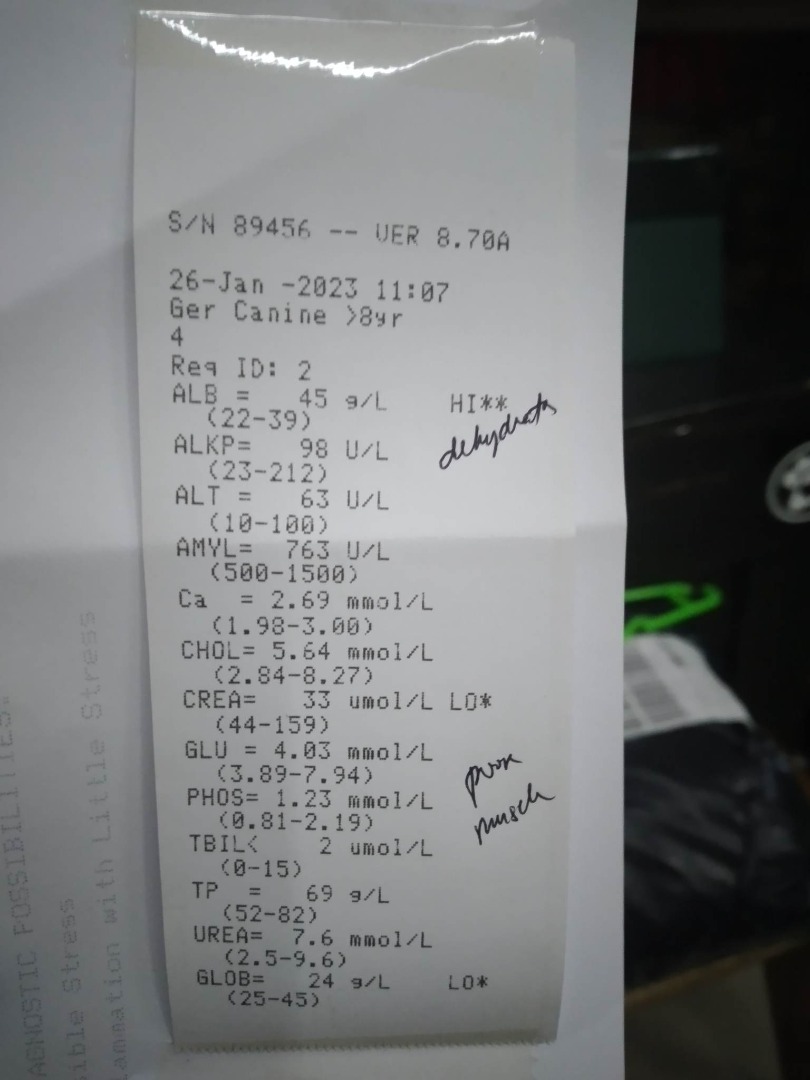 S/N 89456 -- VER 8.70A
26-Jan -2023 11:07
Ger Canine >8yr
4
Req ID: 2
ALB = 45 g/L HI**
(22-39)
ALKP= 98 U/L
(23-212)
ALT = 63 U/L
(10-100)
AMYL= 763 U/L
(500-1500)
Ca = 2.69 mmol/L
(1.98-3.00)
CHOL= 5.64 mmol/L
(2.84-8.27)
CREA= 33 umol/L LO*
(44-159)
GLU = 4.03 mmol/L
(3.89-7.94)
PHOS= 1.23 mmol/L
(0.81-2.19)
TBIL< 2 umol/L
(0-15)
TP = 69 g/L
(52-82)
UREA= 7.6 mmol/L
(2.5-9.6)
GLOB= 24 g/L LO*
(25-45)
poor
AGNOSTIC POSSIBILITIES:
sible Stress
ammation with Little Stress